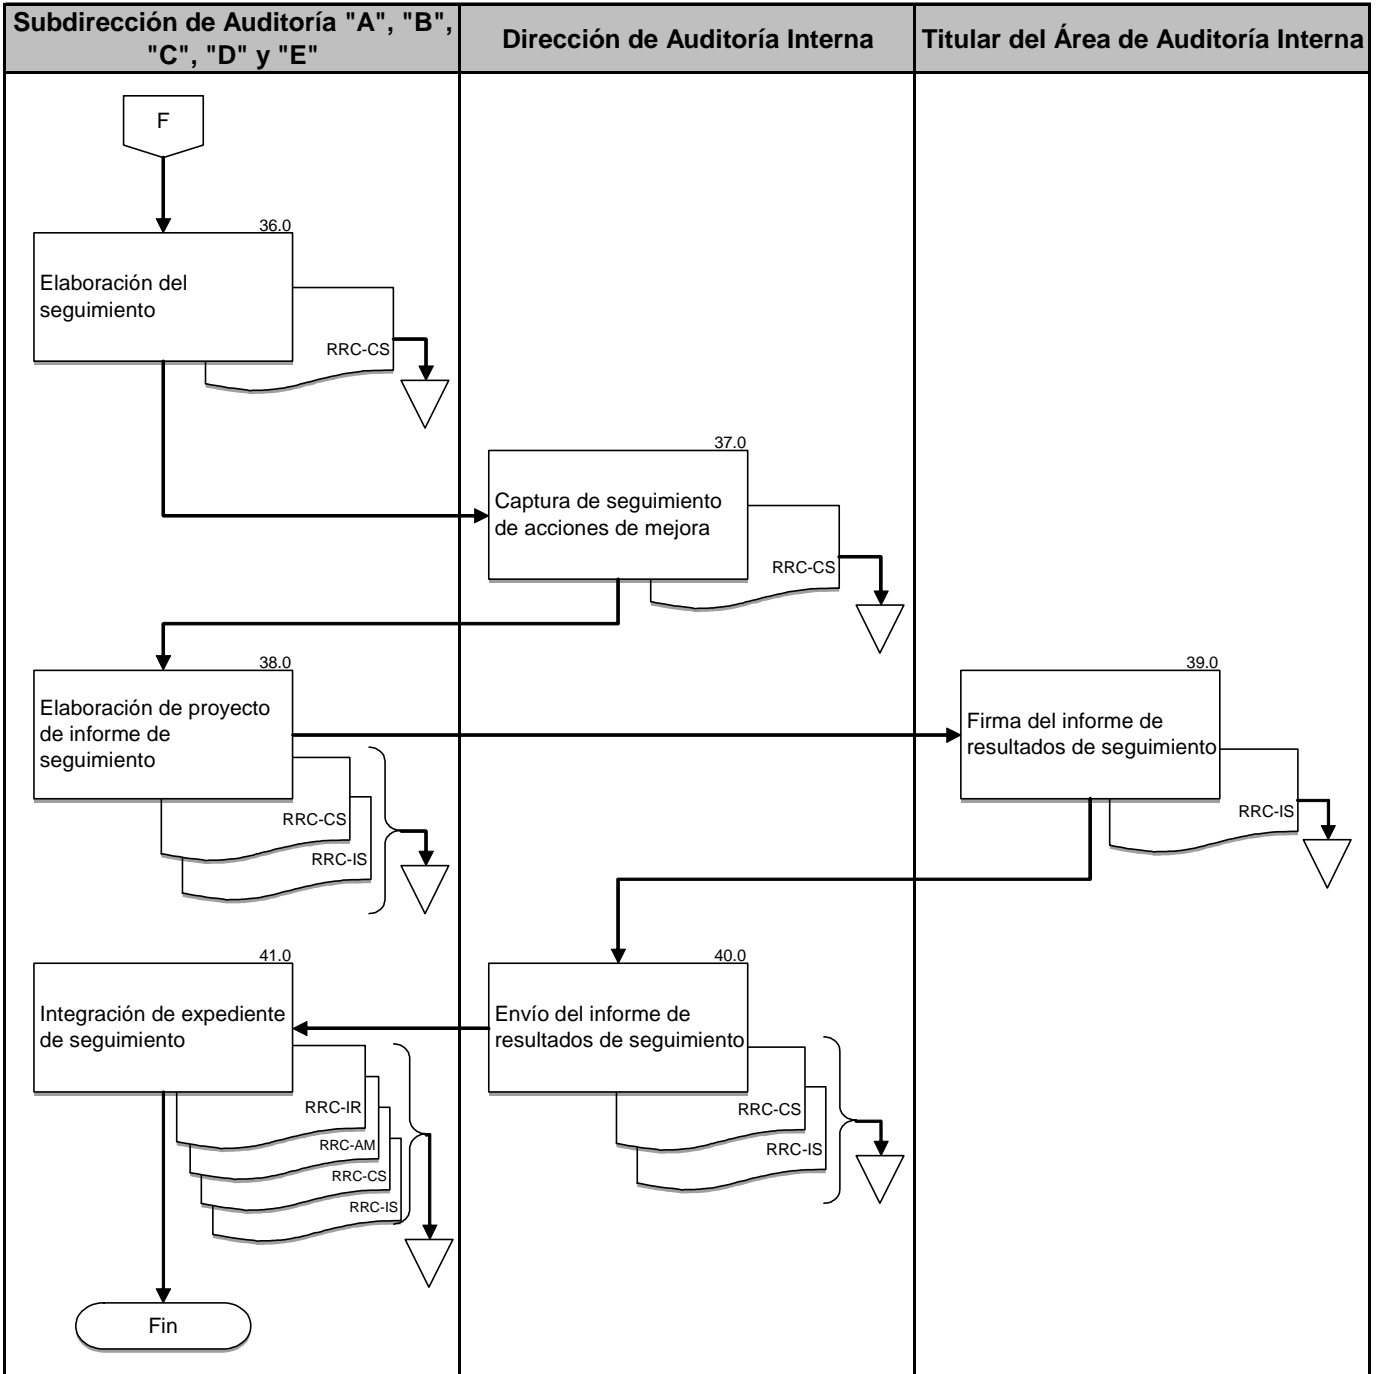 Subdirección de Auditoría "A", "B",
"C", "D" y "E"
Dirección de Auditoría Interna
Titular del Área de Auditoría Interna
F
36.0
Elaboración del
seguimiento
RRC-CS
37.0
Captura de seguimiento
de acciones de mejora
RRC-CS
38.0
Elaboración de proyecto
de informe de
seguimiento
RRC-CS
RRC-IS
39.0
Firma del informe de
resultados de seguimiento
RRC-IS
40.0
Envío del informe de
resultados de seguimiento
RRC-CS
RRC-IS
41.0
Integración de expediente
de seguimiento
RRC-IR
RRC-AM
RRC-CS
RRC-IS
Fin